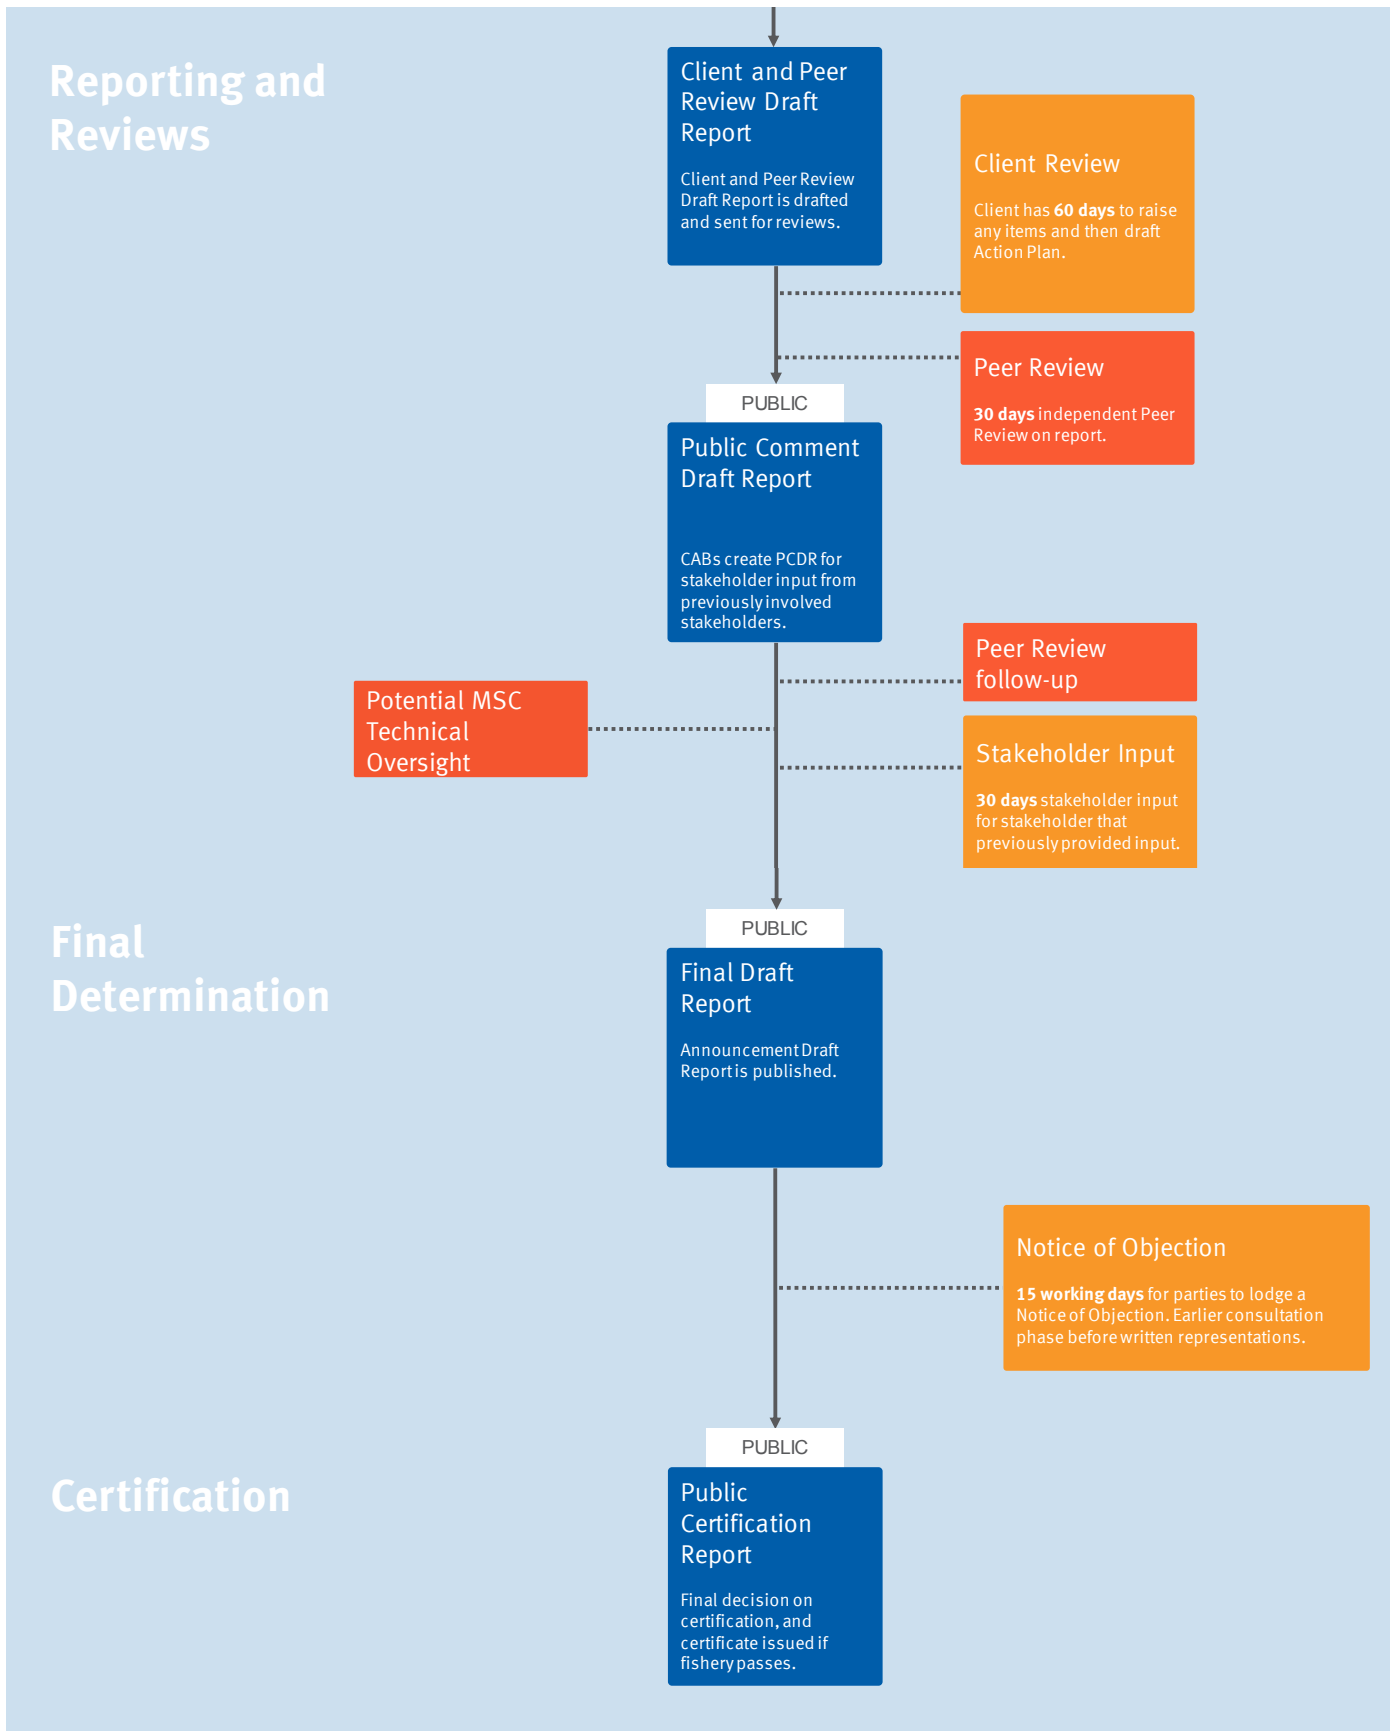 Reporting and
Reviews
Client and Peer
Review Draft
Report
Client and Peer Review
Draft Report is drafted
and sent for reviews.
Client Review
Client has 60 days to raise
any items and then draft
Action Plan.
Peer Review
30 days independent Peer
Review on report.
PUBLIC
Public Comment
Draft Report
CABs create PCDR for
stakeholder input from
previously involved
stakeholders.
Peer Review
follow-up
Potential MSC
Technical
Oversight
Stakeholder Input
30 days stakeholder input
for stakeholder that
previously provided input.
Final
Determination
PUBLIC
Final Draft
Report
Announcement Draft
Report is published.
Notice of Objection
15 working days for parties to lodge a
Notice of Objection. Earlier consultation
phase before written representations.
Certification
PUBLIC
Public
Certification
Report
Final decision on
certification, and
certificate issued if
fishery passes.